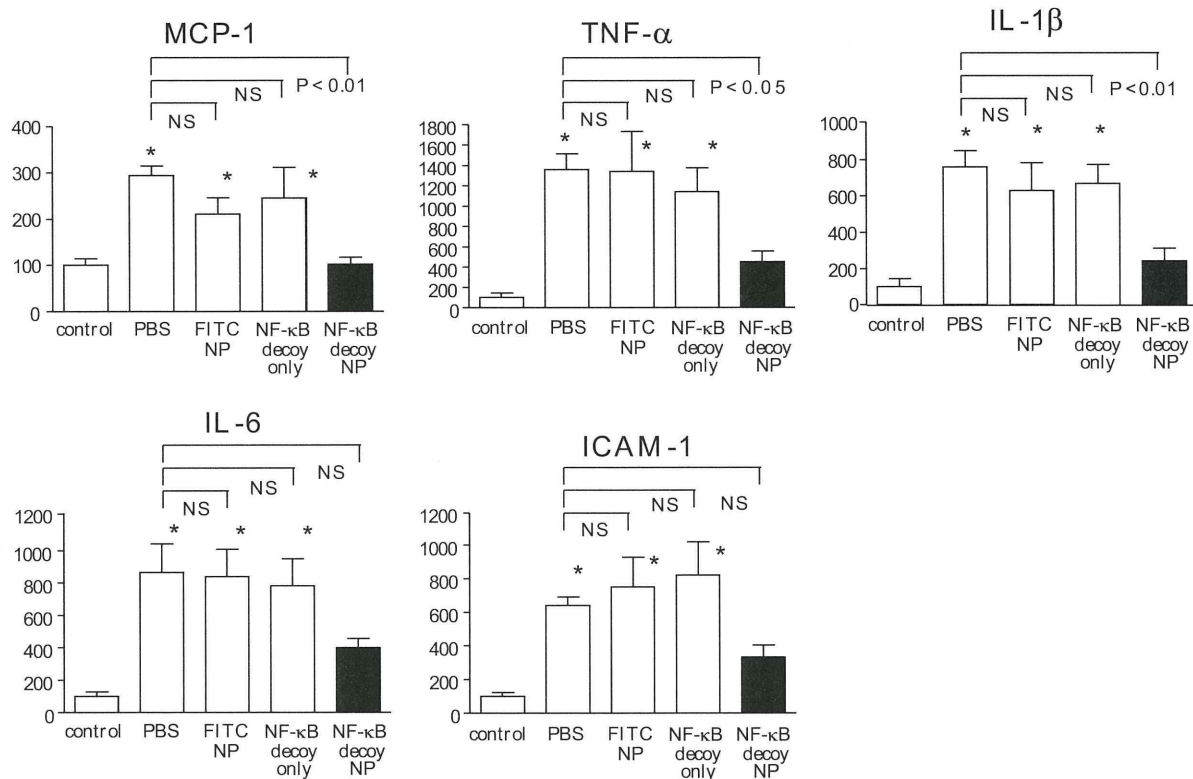 MCP-1
P < 0.01
NS
NS
400
300
200
100
0
*
*
*
control
PBS
FITC
NP
NF-κB
decoy
only
NF-κB
decoy
NP
TNF-α
P < 0.05
NS
NS
1800
1600
1400
1200
1000
800
600
400
200
0
*
*
*
control
PBS
FITC
NP
NF-κB
decoy
only
NF-κB
decoy
NP
IL-1β
P < 0.01
NS
NS
1000
800
600
400
200
0
*
*
*
control
PBS
FITC
NP
NF-κB
decoy
only
NF-κB
decoy
NP
IL-6
NS
NS
NS
1200
1000
800
600
400
200
0
*
*
*
control
PBS
FITC
NP
NF-κB
decoy
only
NF-κB
decoy
NP
ICAM-1
NS
NS
NS
1200
1000
800
600
400
200
0
*
*
*
control
PBS
FITC
NP
NF-κB
decoy
only
NF-κB
decoy
NP